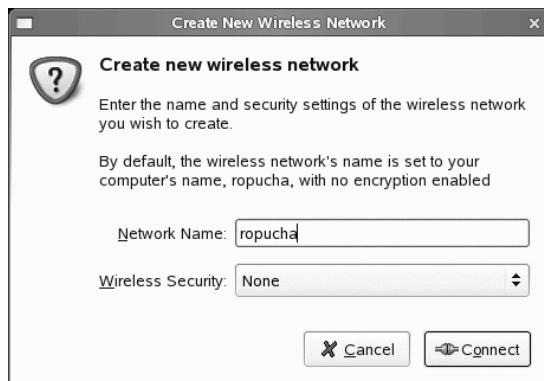 Create New Wireless Network
Create new wireless network
Enter the name and security settings of the wireless network
you wish to create.
By default, the wireless network's name is set to your
computer's name, ropucha, with no encryption enabled
Network Name: ropucha
Wireless Security: None
Cancel Connect